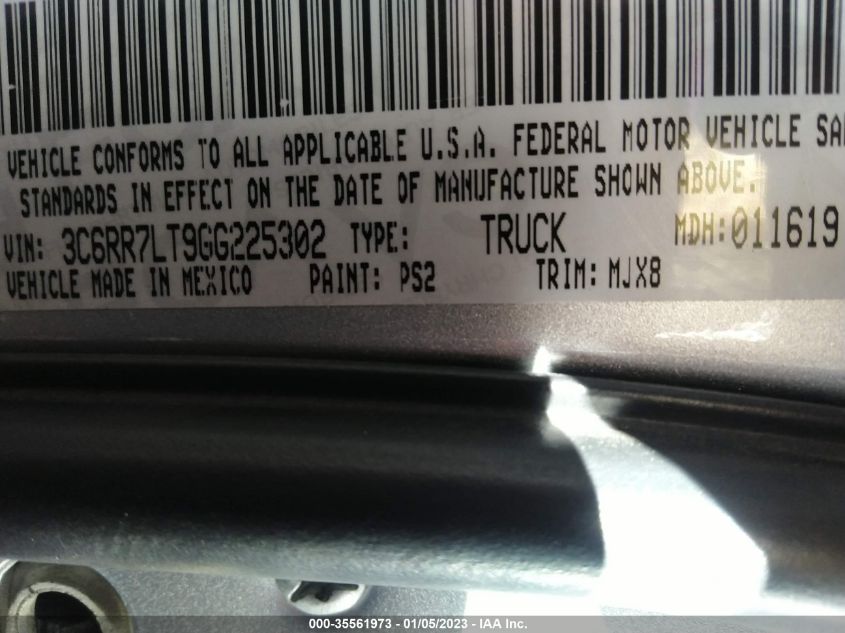 VEHICLE CONFORMS TO ALL APPLICABLE U.S.A. FEDERAL MOTOR VEHICLE
STANDARDS IN EFFECT ON THE DATE OF MANUFACTURE SHOWN ABOVE.
VIN: 3C6RR7LT9GG225302 TYPE: TRUCK MDH:011619
VEHICLE MADE IN MEXICO PAINT: PS2 TRIM: MJX8
000-35561973 - 01/05/2023 - IAA Inc.